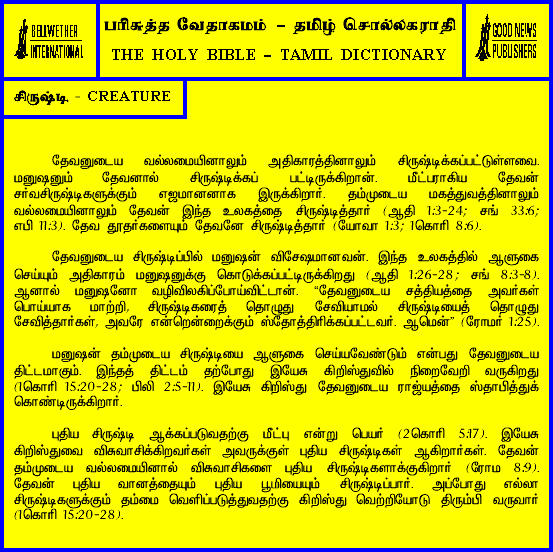 BELLWETHER
INTERNATIONAL
பரிசுத்த வேதாகமம் – தமிழ் சொல்லகராதி
THE HOLY BIBLE – TAMIL DICTIONARY
GOOD NEWS
PUBLISHERS
சிருஷ்டி - CREATURE
தேவனுடைய வல்லமையினாலும் அதிகாரத்தினாலும் சிருஷ்டிக்கப்பட்டுள்ளவை.
மனுஷனும் தேவனால் சிருஷ்டிக்கப் பட்டிருக்கிறான். மீட்பராகிய தேவன்
சர்வசிருஷ்டிகளுக்கும் எஜமானனாக இருக்கிறார். தம்முடைய மகத்துவத்தினாலும்
வல்லமையினாலும் தேவன் இந்த உலகத்தை சிருஷ்டித்தார் (ஆதி 1:3-24; சங் 33:6;
எபி 11:3). தேவ தூதர்களையும் தேவனே சிருஷ்டித்தார் (யோவா 1:3; 1கொரி 8:6).
தேவனுடைய சிருஷ்டிப்பில் மனுஷன் விசேஷமானவன். இந்த உலகத்தில் ஆளுகை
செய்யும் அதிகாரம் மனுஷனுக்கு கொடுக்கப்பட்டிருக்கிறது (ஆதி 1:26-28; சங் 8:3-8).
ஆனால் மனுஷனோ வழிவிலகிப்போய்விட்டான். “தேவனுடைய சத்தியத்தை அவர்கள்
பொய்யாக மாற்றி, சிருஷ்டிகரைத் தொழுது சேவியாமல் சிருஷ்டியைத் தொழுது
சேவித்தார்கள், அவரே என்றென்றைக்கும் ஸ்தோத்திரிக்கப்பட்டவர். ஆமென்” (ரோமர் 1:25).
மனுஷன் தம்முடைய சிருஷ்டியை ஆளுகை செய்யவேண்டும் என்பது தேவனுடைய
திட்டமாகும். இந்தத் திட்டம் தற்போது இயேசு கிறிஸ்துவில் நிறைவேறி வருகிறது
(1கொரி 15:20-28; பிலி 2:5-11). இயேசு கிறிஸ்து தேவனுடைய ராஜ்யத்தை ஸ்தாபித்துக்
கொண்டிருக்கிறார்.
புதிய சிருஷ்டி ஆக்கப்படுவதற்கு மீட்பு என்று பெயர் (2கொரி 5:17). இயேசு
கிறிஸ்துவை விசுவாசிக்கிறவர்கள் அவருக்குள் புதிய சிருஷ்டிகள் ஆகிறார்கள். தேவன்
தம்முடைய வல்லமையினால் விசுவாசிகளை புதிய சிருஷ்டிகளாக்குகிறார் (ரோம 8:9).
தேவன் புதிய வானத்தையும் புதிய பூமியையும் சிருஷ்டிப்பார். அப்போது எல்லா
சிருஷ்டிகளுக்கும் தம்மை வெளிப்படுத்துவதற்கு கிறிஸ்து வெற்றியோடு திரும்பி வருவார்
(1கொரி 15:20-28).